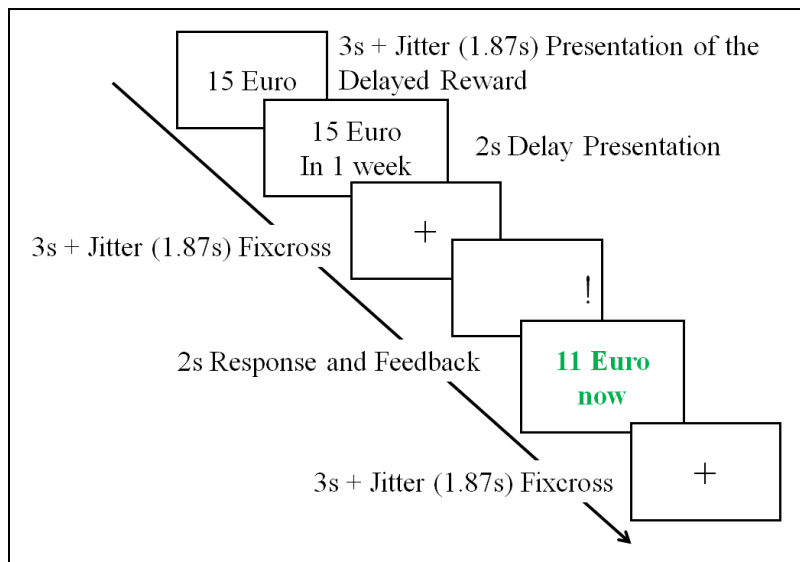 15 Euro
3s + Jitter (1.87s) Presentation of the
Delayed Reward
15 Euro
In 1 week
2s Delay Presentation
+
3s + Jitter (1.87s) Fixcross
!
2s Response and Feedback
11 Euro
now
3s + Jitter (1.87s) Fixcross
+